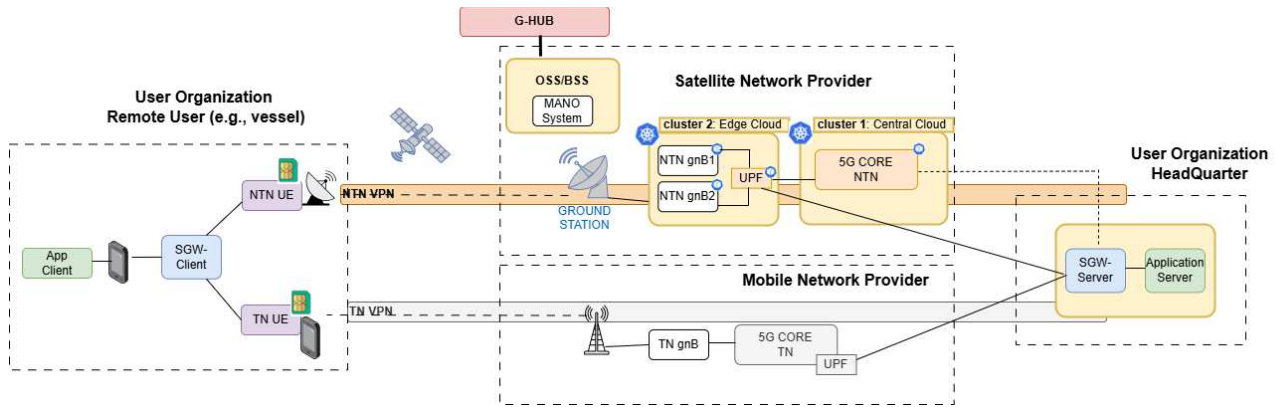 G-HUB
OSS/BSS
MANO
System
Satellite Network Provider
User Organization
Remote User (e.g., vessel)
cluster 2: Edge Cloud
cluster 1: Central Cloud
NTN gnB1
NTN gnB2
UPF
5G CORE
NTN
User Organization
HeadQuarter
NTN UE
NTN VPN
GROUND
STATION
App
Client
SGW-
Client
SGW-
Server
Application
Server
Mobile Network Provider
TN UE
TN VPN
TN gnB
5G CORE
TN
UPF